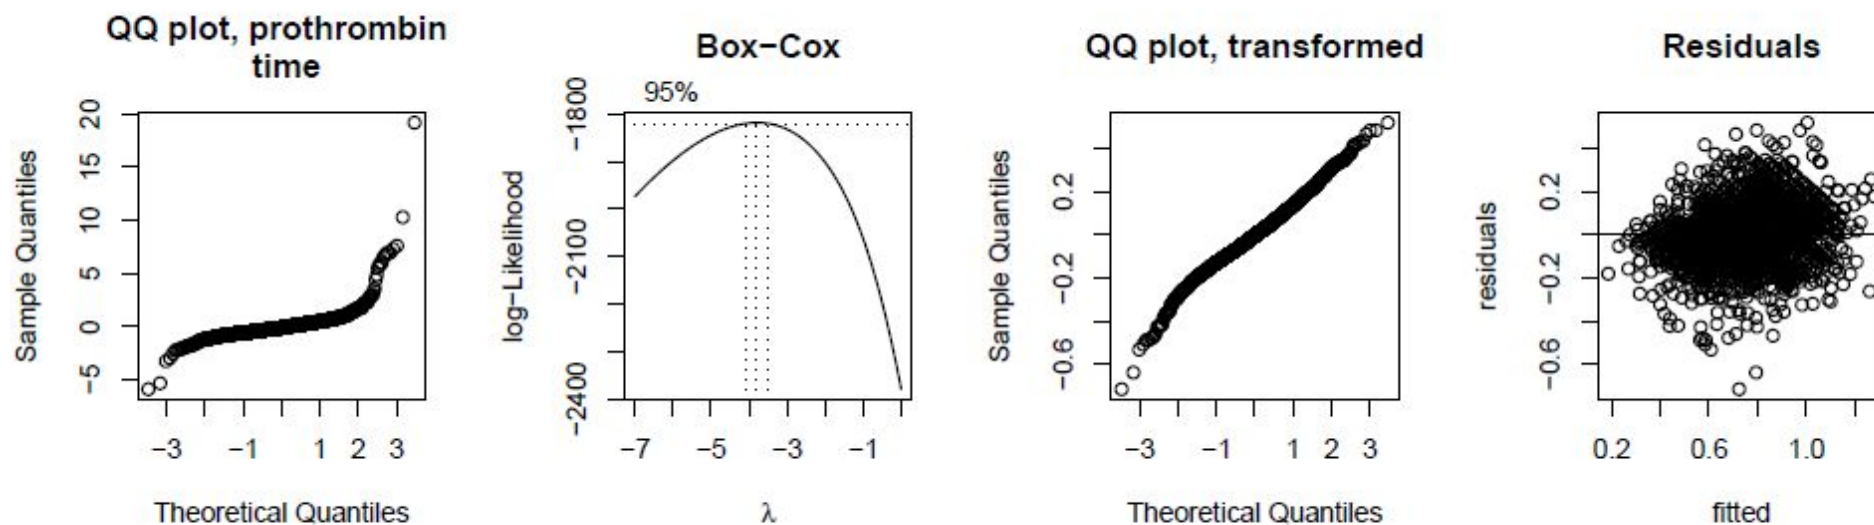 QQ plot, prothrombin
time
Sample Quantiles
20
15
10
5
0
−5
−3 −1 1 2 3
Theoretical Quantiles
Box−Cox
95%
log−Likelihood
−1800
−2100
−2400
−7 −5 −3 −1
λ
QQ plot, transformed
Sample Quantiles
0.2
−0.2
−0.6
−3 −1 1 2 3
Theoretical Quantiles
Residuals
residuals
0.2
−0.2
−0.6
0.2 0.6 1.0
fitted